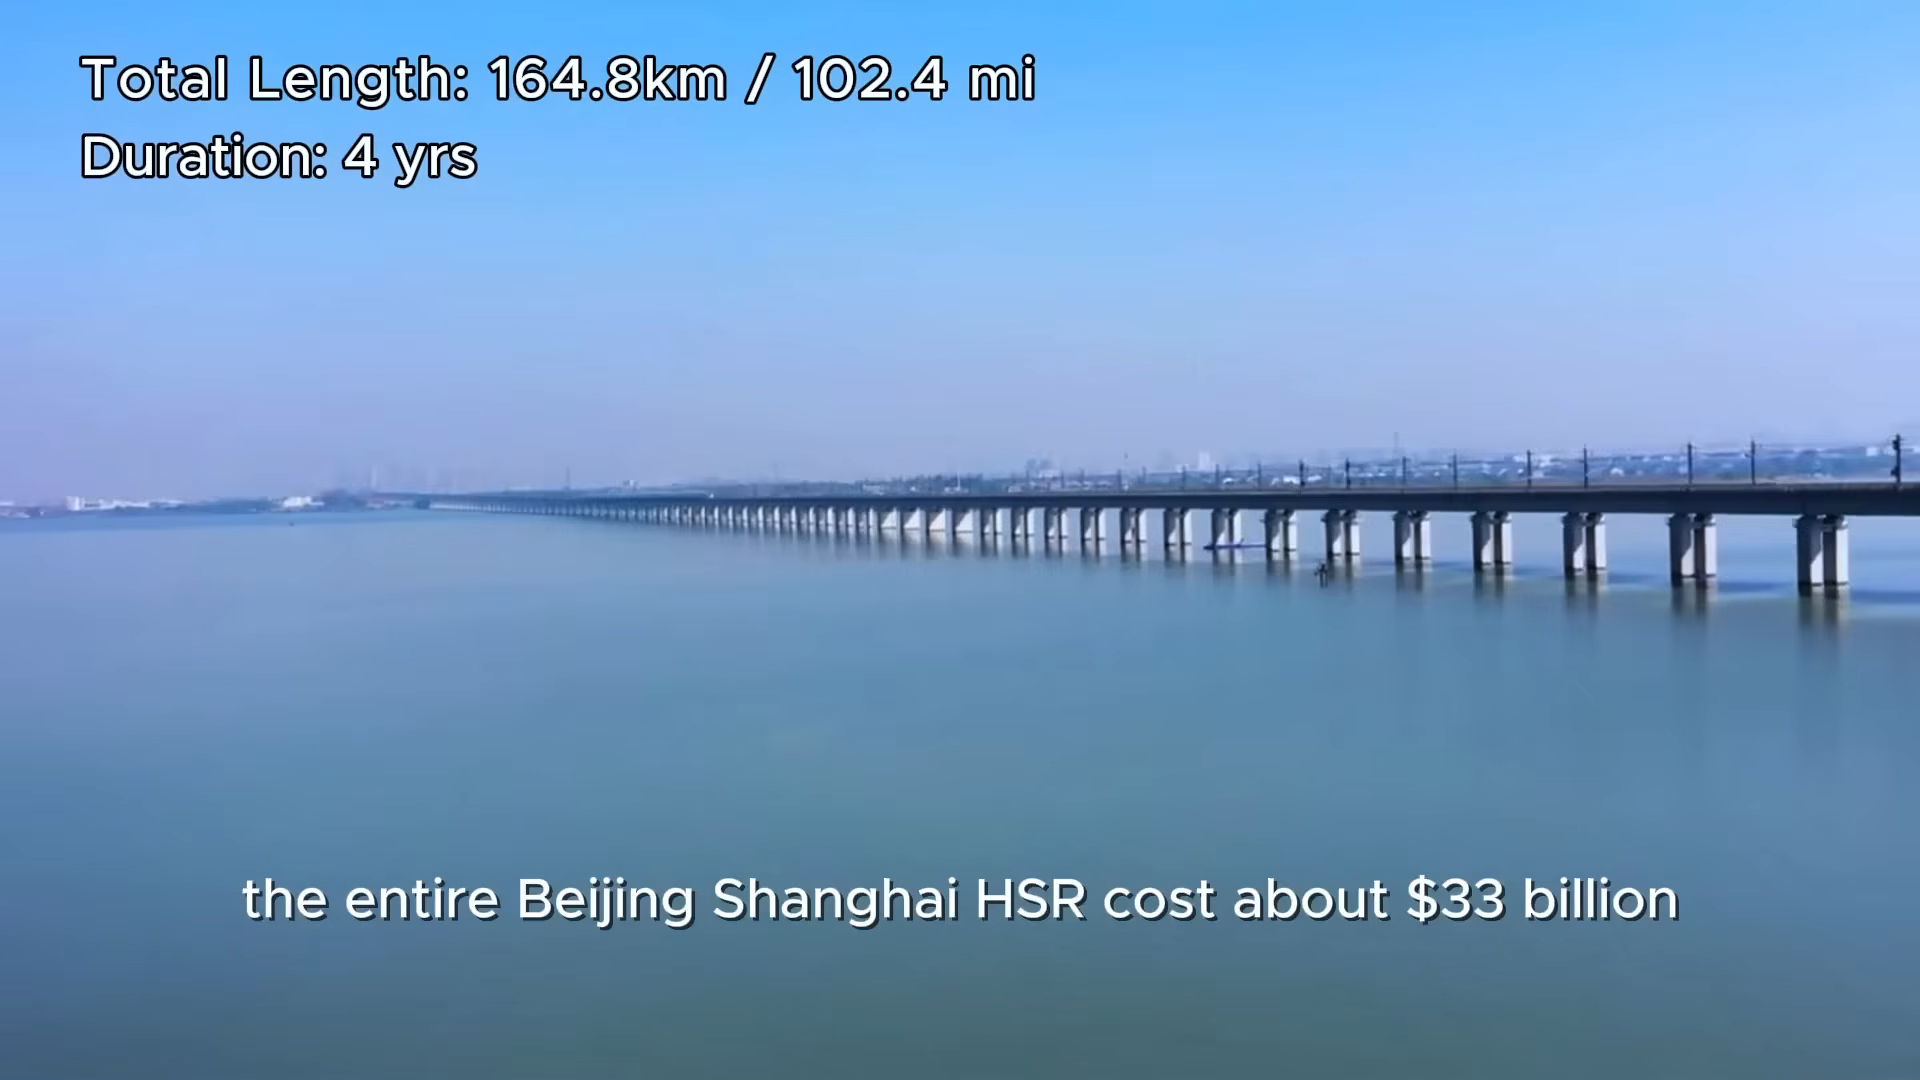 Total Length: 164.8km / 102.4 mi
Duration: 4 yrs
the entire Beijing Shanghai HSR cost about $33 billion